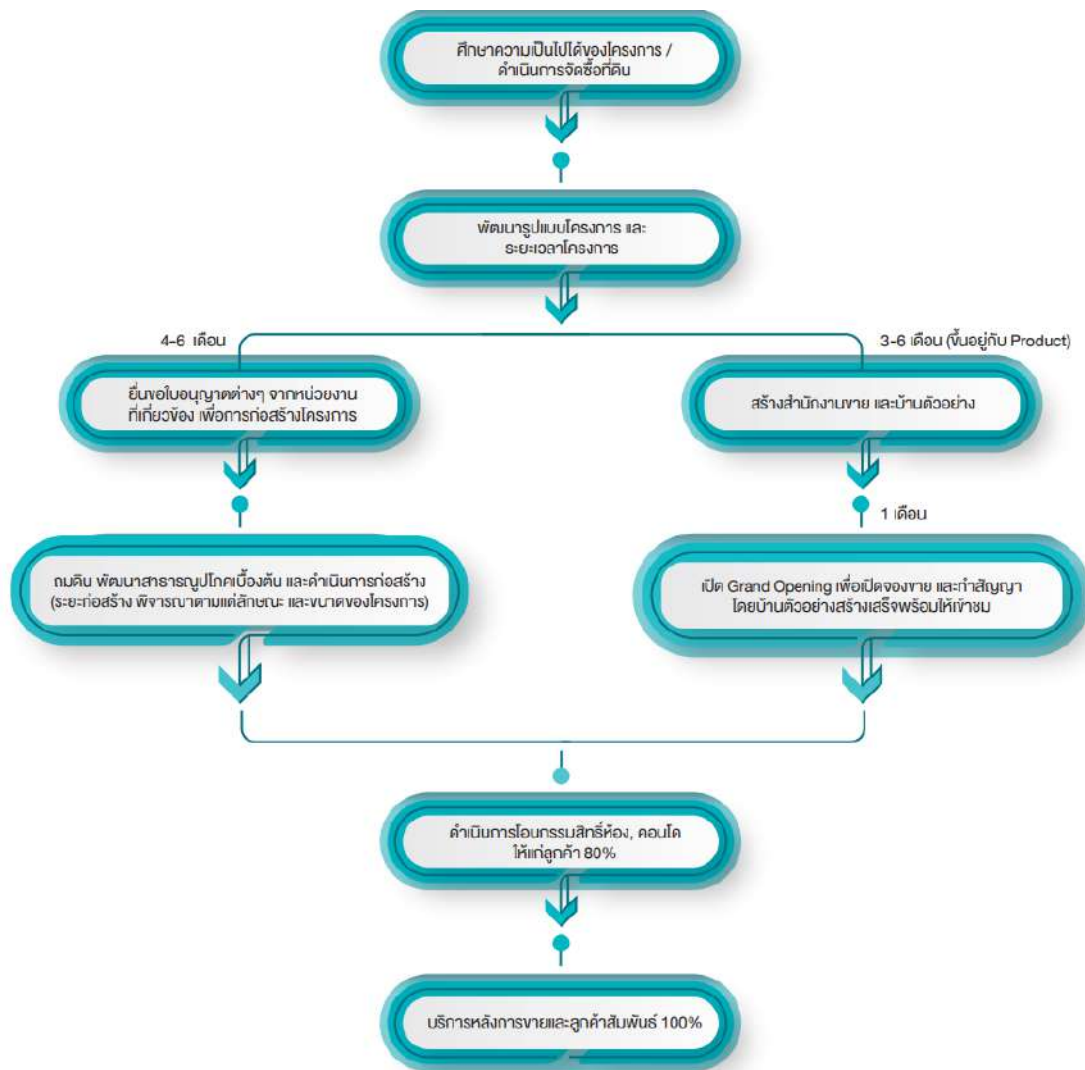 ศึกษาความเป็นไปได้ของโครงการ /
ดำเนินการจัดซื้อที่ดิน
พัฒนารูปแบบโครงการ และ
ระยะเวลาโครงการ
4-6 เดือน
ยื่นขอใบอนุญาตต่างๆ จากหน่วยงาน
ที่เกี่ยวข้อง เพื่อการก่อสร้างโครงการ
3-6 เดือน (ขึ้นอยู่กับ Product)
สร้างสำนักงานขาย และบ้านตัวอย่าง
ถมดิน พัฒนาสาธารณูปโภคเบื้องต้น และดำเนินการก่อสร้าง
(ระยะก่อสร้าง พิจารณาตามแต่ลักษณะ และขนาดของโครงการ)
1 เดือน
เปิด Grand Opening เพื่อเปิดจองขาย และทำสัญญา
โดยบ้านตัวอย่างสร้างเสร็จพร้อมให้เข้าชม
ดำเนินการโอนกรรมสิทธิ์ห้อง, คอนโด
ให้แก่ลูกค้า 80%
บริการหลังการขายและลูกค้าสัมพันธ์ 100%